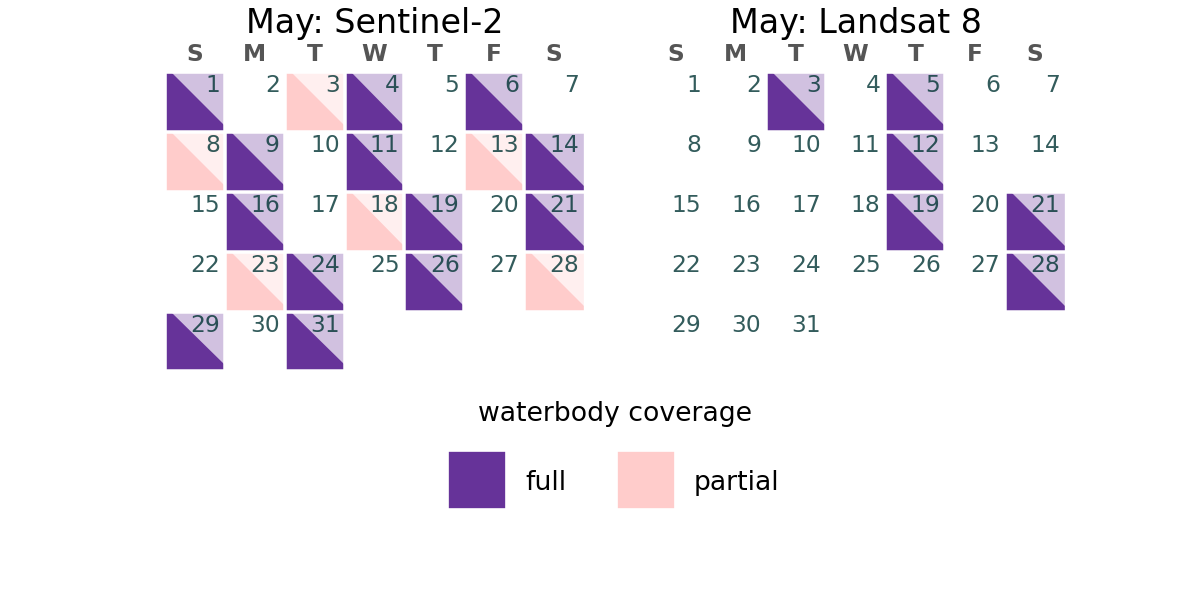 May: Sentinel-2
S M T W T F S
1 2 3 4 5 6 7
8 9 10 11 12 13 14
15 16 17 18 19 20 21
22 23 24 25 26 27 28
29 30 31
May: Landsat 8
S M T W T F S
1 2 3 4 5 6 7
8 9 10 11 12 13 14
15 16 17 18 19 20 21
22 23 24 25 26 27 28
29 30 31
waterbody coverage
full
partial